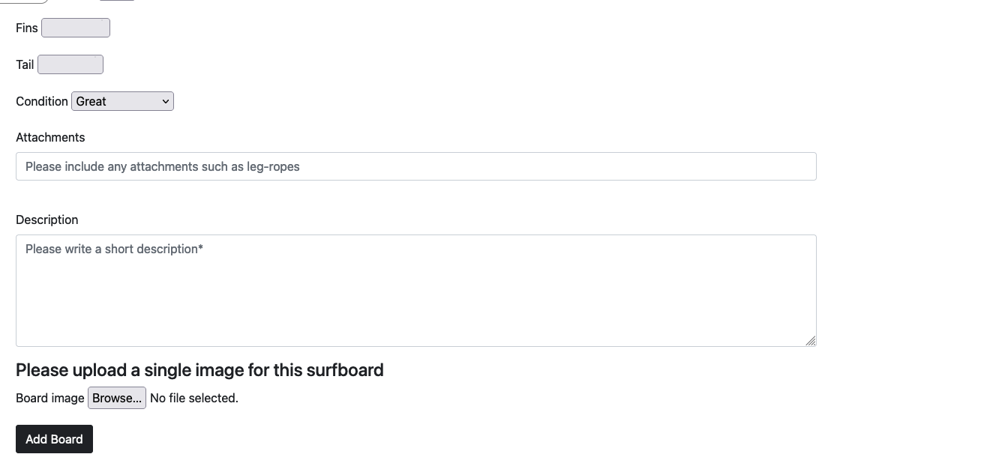 Fins
Tail
Condition Great
Attachments
Please include any attachments such as leg-ropes
Description
Please write a short description*
Please upload a single image for this surfboard
Board image Browse... No file selected.
Add Board